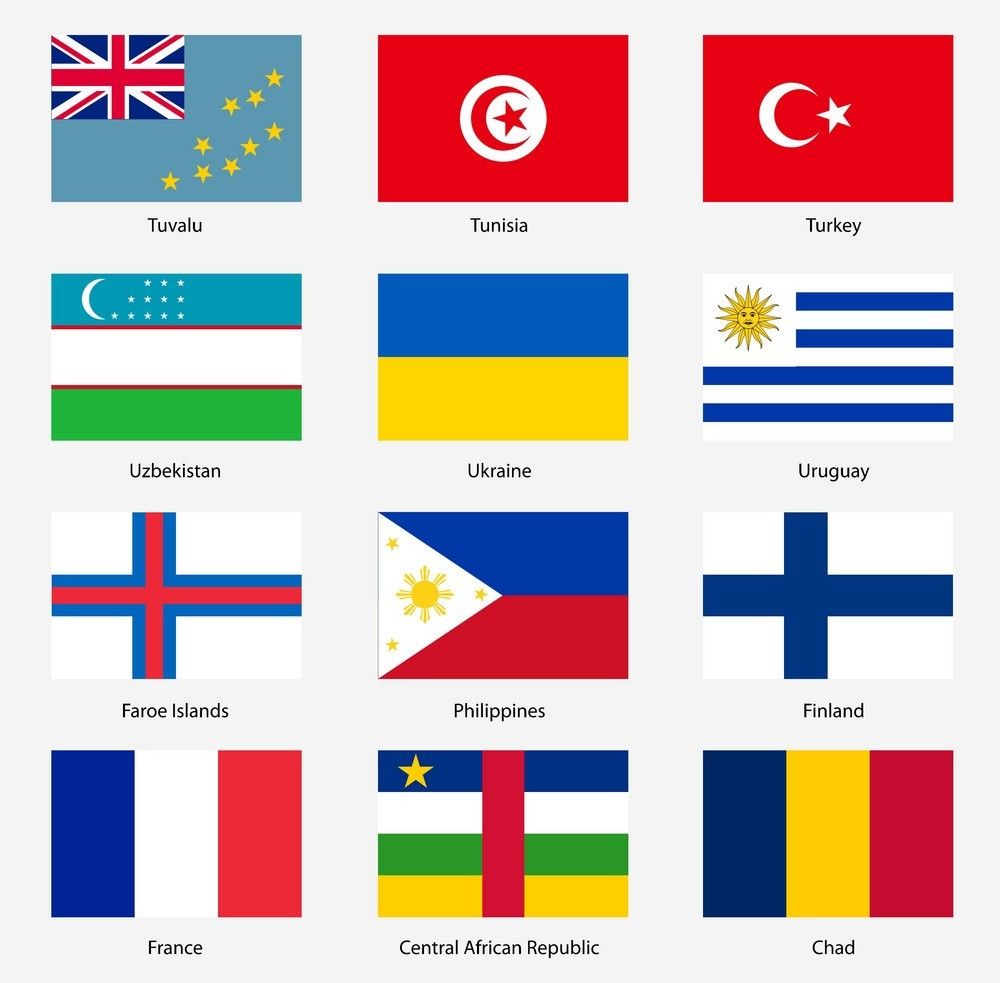 Tuvalu
Tunisia
Turkey
Uzbekistan
Ukraine
Uruguay
Faroe Islands
Philippines
Finland
France
Central African Republic
Chad